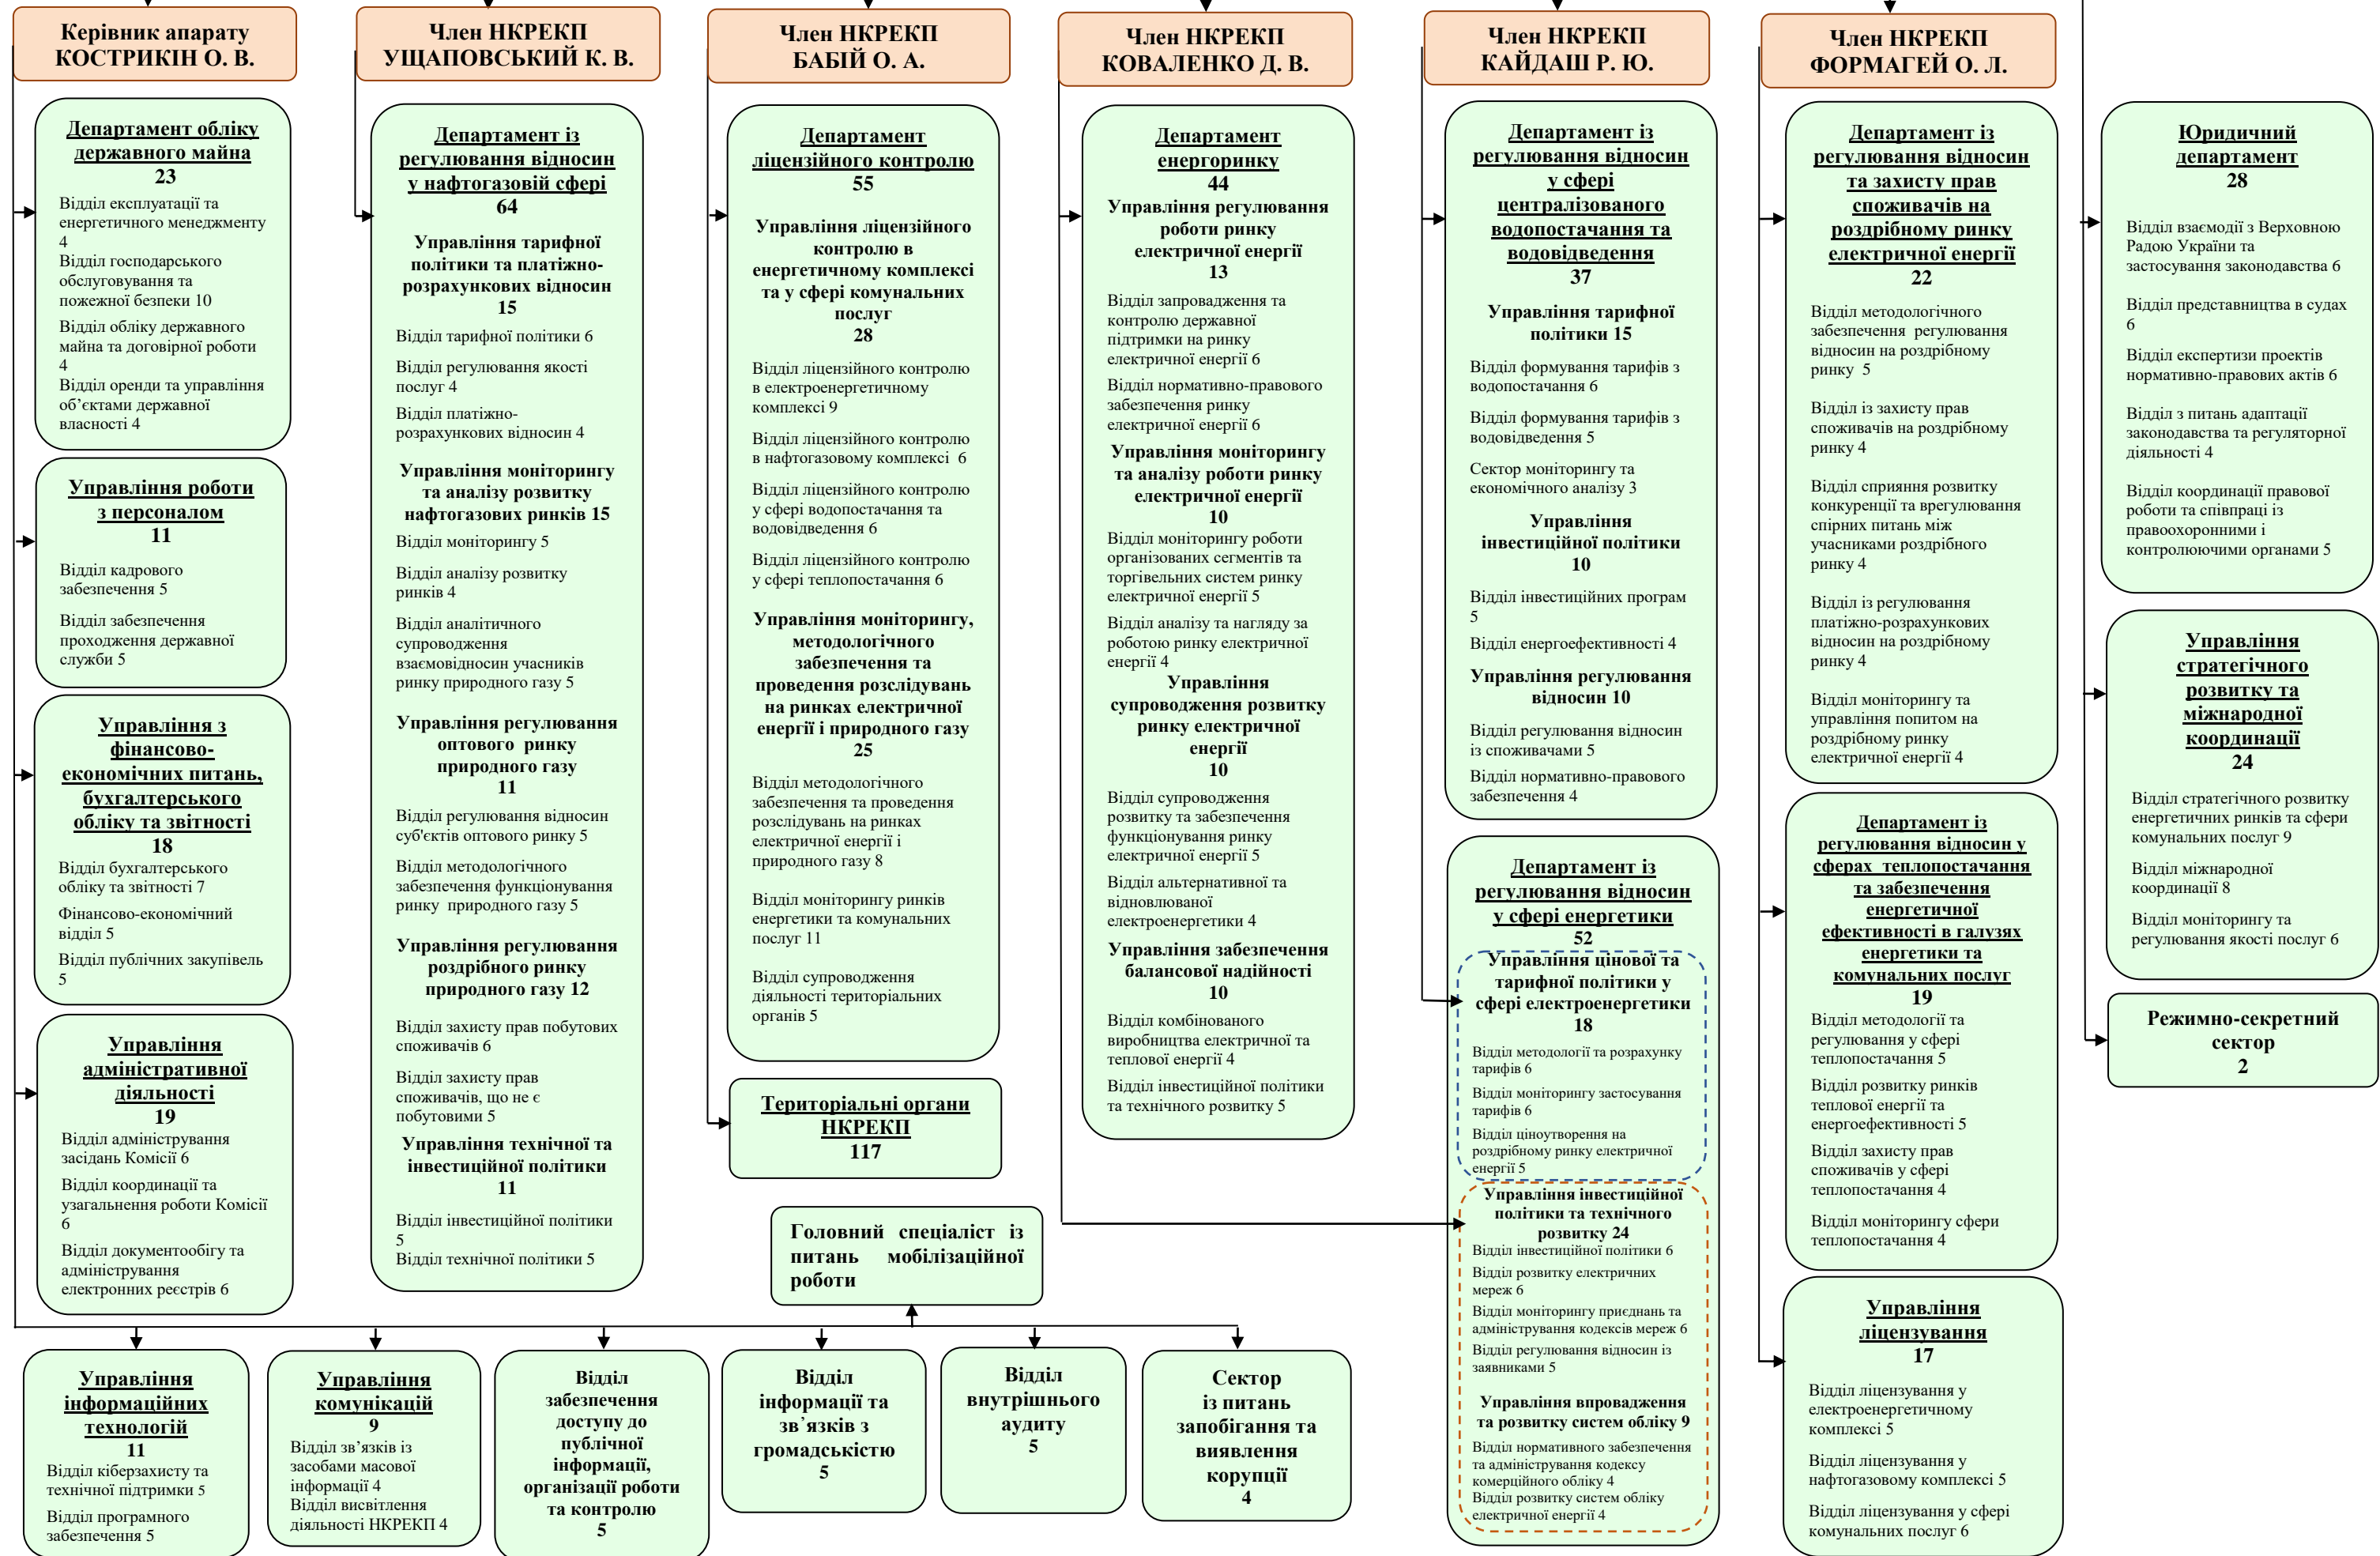 Керівник апарату
КОСТРИКІН О. В.
Департамент обліку
державного майна
23
Відділ експлуатації та
енергетичного менеджменту
4
Відділ господарського
обслуговування та
пожежної безпеки 10
Відділ обліку державного
майна та договірної роботи
4
Відділ оренди та управління
об’єктами державної
власності 4
Управління роботи
з персоналом
11
Відділ кадрового
забезпечення 5
Відділ забезпечення
проходження державної
служби 5
Управління з
фінансово-
економічних питань,
бухгалтерського
обліку та звітності
18
Відділ бухгалтерського
обліку та звітності 7
Фінансово-економічний
відділ 5
Відділ публічних закупівель
5
Управління
адміністративної
діяльності
19
Відділ адміністрування
засідань Комісії 6
Відділ координації та
узагальнення роботи Комісії
6
Відділ документообігу та
адміністрування
електронних реєстрів 6
Член НКРЕКП
УЩАПОВСЬКИЙ К. В.
Департамент із
регулювання відносин
у нафтогазовій сфері
64
Управління тарифної
політики та платіжно-
розрахункових відносин
15
Відділ тарифної політики 6
Відділ регулювання якості
послуг 4
Відділ платіжно-
розрахункових відносин 4
Управління моніторингу
та аналізу розвитку
нафтогазових ринків 15
Відділ моніторингу 5
Відділ аналізу розвитку
ринків 4
Відділ аналітичного
супроводження
взаємовідносин учасників
ринку природного газу 5
Управління регулювання
оптового ринку
природного газу
11
Відділ регулювання відносин
суб'єктів оптового ринку 5
Відділ методологічного
забезпечення функціонування
ринку природного газу 5
Управління регулювання
роздрібного ринку
природного газу 12
Відділ захисту прав побутових
споживачів 6
Відділ захисту прав
споживачів, що не є
побутовими 5
Управління технічної та
інвестиційної політики
11
Відділ інвестиційної політики
5
Відділ технічної політики 5
Член НКРЕКП
БАБІЙ О. А.
Департамент
ліцензійного контролю
55
Управління ліцензійного
контролю в
енергетичному комплексі
та у сфері комунальних
послуг
28
Відділ ліцензійного контролю
в електроенергетичному
комплексі 9
Відділ ліцензійного контролю
в нафтогазовому комплексі 6
Відділ ліцензійного контролю
у сфері водопостачання та
водовідведення 6
Відділ ліцензійного контролю
у сфері теплопостачання 6
Управління моніторингу,
методологічного
забезпечення та
проведення розслідувань
на ринках електричної
енергії і природного газу
25
Відділ методологічного
забезпечення та проведення
розслідувань на ринках
електричної енергії і
природного газу 8
Відділ моніторингу ринків
енергетики та комунальних
послуг 11
Відділ супроводження
діяльності територіальних
органів 5
Територіальні органи
НКРЕКП
117
Член НКРЕКП
КОВАЛЕНКО Д. В.
Департамент
енергоринку
44
Управління регулювання
роботи ринку
електричної енергії
13
Відділ запровадження та
контролю державної
підтримки на ринку
електричної енергії 6
Відділ нормативно-правового
забезпечення ринку
електричної енергії 6
Управління моніторингу
та аналізу роботи ринку
електричної енергії
10
Відділ моніторингу роботи
організованих сегментів та
торгівельних систем ринку
електричної енергії 5
Відділ аналізу та нагляду за
роботою ринку електричної
енергії 4
Управління
супроводження розвитку
ринку електричної
енергії
10
Відділ супроводження
розвитку та забезпечення
функціонування ринку
електричної енергії 5
Відділ альтернативної та
відновлюваної
електроенергетики 4
Управління забезпечення
балансової надійності
10
Відділ комбінованого
виробництва електричної та
теплової енергії 4
Відділ інвестиційної політики
та технічного розвитку 5
Член НКРЕКП
КАЙДАШ Р. Ю.
Департамент із
регулювання відносин
у сфері
централізованого
водопостачання та
водовідведення
37
Управління тарифної
політики 15
Відділ формування тарифів з
водопостачання 6
Відділ формування тарифів з
водовідведення 5
Сектор моніторингу та
економічного аналізу 3
Управління
інвестиційної політики
10
Відділ інвестиційних програм
5
Відділ енергоефективності 4
Управління регулювання
відносин 10
Відділ регулювання відносин
із споживачами 5
Відділ нормативно-правового
забезпечення 4
Департамент із
регулювання відносин
у сфері енергетики
52
Управління цінової та
тарифної політики у
сфері електроенергетики
18
Відділ методології та розрахунку
тарифів 6
Відділ моніторингу застосування
тарифів 6
Відділ ціноутворення на
роздрібному ринку електричної
енергії 5
Управління інвестиційної
політики та технічного
розвитку 24
Відділ інвестиційної політики 6
Відділ розвитку електричних
мереж 6
Відділ моніторингу приєднань та
адміністрування кодексів мереж 6
Відділ регулювання відносин із
заявниками 5
Управління впровадження
та розвитку систем обліку 9
Відділ нормативного забезпечення
та адміністрування кодексу
комерційного обліку 4
Відділ розвитку систем обліку
електричної енергії 4
Член НКРЕКП
ФОРМАГЕЙ О. Л.
Департамент із
регулювання відносин
та захисту прав
споживачів на
роздрібному ринку
електричної енергії
22
Відділ методологічного
забезпечення регулювання
відносин на роздрібному
ринку 5
Відділ із захисту прав
споживачів на роздрібному
ринку 4
Відділ сприяння розвитку
конкуренції та врегулювання
спірних питань між
учасниками роздрібного
ринку 4
Відділ із регулювання
платіжно-розрахункових
відносин на роздрібному
ринку 4
Відділ моніторингу та
управління попитом на
роздрібному ринку
електричної енергії 4
Департамент із
регулювання відносин у
сферах теплопостачання
та забезпечення
енергетичної
ефективності в галузях
енергетики та
комунальних послуг
19
Відділ методології та
регулювання у сфері
теплопостачання 5
Відділ розвитку ринків
теплової енергії та
енергоефективності 5
Відділ захисту прав
споживачів у сфері
теплопостачання 4
Відділ моніторингу сфери
теплопостачання 4
Управління
ліцензування
17
Відділ ліцензування у
електроенергетичному
комплексі 5
Відділ ліцензування у
нафтогазовому комплексі 5
Відділ ліцензування у сфері
комунальних послуг 6
Юридичний
департамент
28
Відділ взаємодії з Верховною
Радою України та
застосування законодавства 6
Відділ представництва в судах
6
Відділ експертизи проектів
нормативно-правових актів 6
Відділ з питань адаптації
законодавства та регуляторної
діяльності 4
Відділ координації правової
роботи та співпраці із
правоохоронними і
контролюючими органами 5
Управління
стратегічного
розвитку та
міжнародної
координації
24
Відділ стратегічного розвитку
енергетичних ринків та сфери
комунальних послуг 9
Відділ міжнародної
координації 8
Відділ моніторингу та
регулювання якості послуг 6
Режимно-секретний
сектор
2
Головний спеціаліст із
питань мобілізаційної
роботи
Управління
інформаційних
технологій
11
Відділ кіберзахисту та
технічної підтримки 5
Відділ програмного
забезпечення 5
Управління
комунікацій
9
Відділ зв’язків із
засобами масової
інформації 4
Відділ висвітлення
діяльності НКРЕКП 4
Відділ
забезпечення
доступу до
публічної
інформації,
організації роботи
та контролю
5
Відділ
інформації та
зв᾽язків з
громадськістю
5
Відділ
внутрішнього
аудиту
5
Сектор
із питань
запобігання та
виявлення
корупції
4